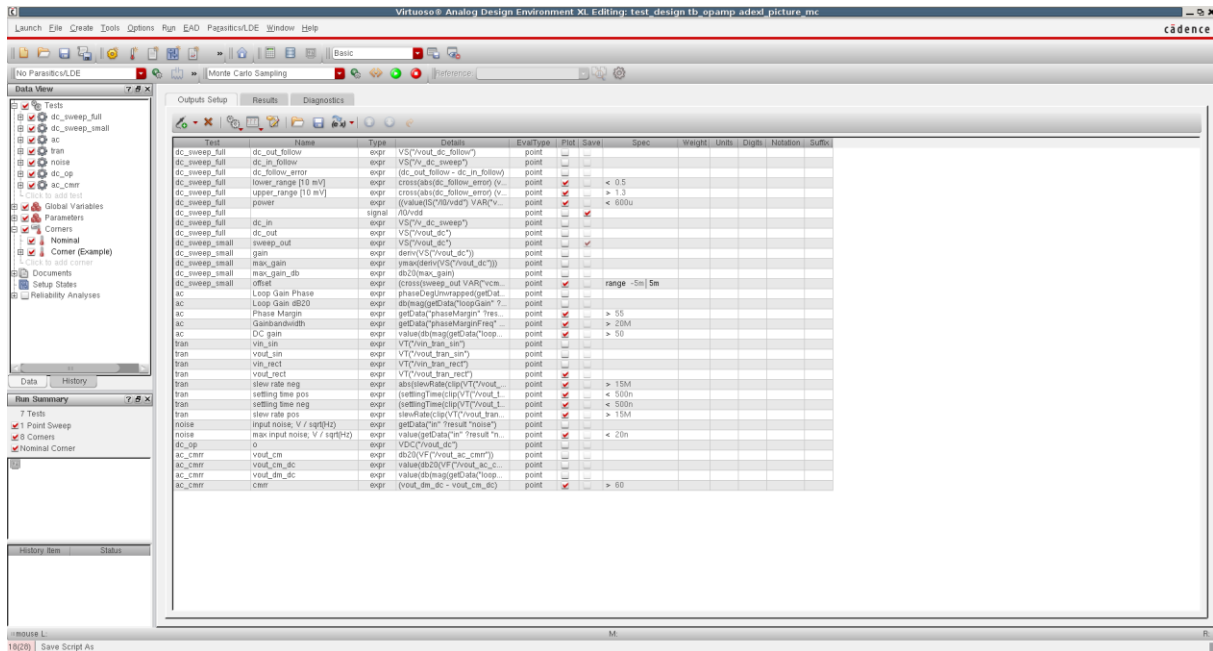 Virtuoso® Analog Design Environment XL Editing: test_design tb_opamp adexl_picture_mc
Launch File Create Tools Options Run EAD Parasitics/LDE Window Help
cādence
Basic
No Parasitics/LDE
Monte Carlo Sampling
Reference:
Data View
Tests
dc_sweep_full
dc_sweep_small
ac
tran
noise
dc_op
ac_cmrr
Click to add test
Global Variables
Parameters
Corners
Nominal
Corner (Example)
Click to add corner
Documents
Setup States
Reliability Analyses
Data History
Run Summary
7 Tests
1 Point Sweep
8 Corners
Nominal Corner
History Item Status
Outputs Setup Results Diagnostics
Test Name Type Details EvalType Plot Save Spec Weight Units Digits Notation Suffix
dc_sweep_full dc_out_follow expr VS("/vout_dc_follow") point
dc_sweep_full dc_in_follow expr VS("/v_dc_sweep") point
dc_sweep_full dc_follow_error expr (dc_out_follow - dc_in_follow) point
dc_sweep_full lower_range [10 mV] expr cross(abs(dc_follow_error) (v... point < 0.5
dc_sweep_full upper_range [10 mV] expr cross(abs(dc_follow_error) (v... point > 1.3
dc_sweep_full power expr ((value(IS("/I0/vdd") VAR("v... point < 600u
dc_sweep_full signal /I0/vdd point
dc_sweep_full dc_in expr VS("/v_dc_sweep") point
dc_sweep_full dc_out expr VS("/vout_dc") point
dc_sweep_small sweep_out expr VS("/vout_dc") point
dc_sweep_small gain expr deriv(VS("/vout_dc")) point
dc_sweep_small max_gain expr ymax(deriv(VS("/vout_dc"))) point
dc_sweep_small max_gain_db expr db20(max_gain) point
dc_sweep_small offset expr (cross(sweep_out VAR("vcm... point range -5m 5m
ac Loop Gain Phase expr phaseDegUnwrapped(getDat... point
ac Loop Gain dB20 expr db(mag(getData("loopGain" ?... point
ac Phase Margin expr getData("phaseMargin" ?res... point > 55
ac Gainbandwidth expr getData("phaseMarginFreq" ... point > 20M
ac DC gain expr value(db(mag(getData("loop... point > 50
tran vin_sin expr VT("/vin_tran_sin") point
tran vout_sin expr VT("/vout_tran_sin") point
tran vin_rect expr VT("/vin_tran_rect") point
tran vout_rect expr VT("/vout_tran_rect") point
tran slew rate neg expr abs(slewRate(clip(VT("/vout_... point > 15M
tran settling time pos expr (settlingTime(clip(VT("/vout_t... point < 500n
tran settling time neg expr (settlingTime(clip(VT("/vout_t... point < 500n
tran slew rate pos expr slewRate(clip(VT("/vout_tran... point > 15M
noise input noise; V / sqrt(Hz) expr getData("in" ?result "noise") point
noise max input noise; V / sqrt(Hz) expr value(getData("in" ?result "n... point < 20n
dc_op o expr VDC("/vout_dc") point
ac_cmrr vout_cm expr db20(VF("/vout_ac_cmrr")) point
ac_cmrr vout_cm_dc expr value(db20(VF("/vout_ac_c... point
ac_cmrr vout_dm_dc expr value(db(mag(getData("loop... point
ac_cmrr cmrr expr (vout_dm_dc - vout_cm_dc) point > 60
mouse L: M: R:
18(28) Save Script As